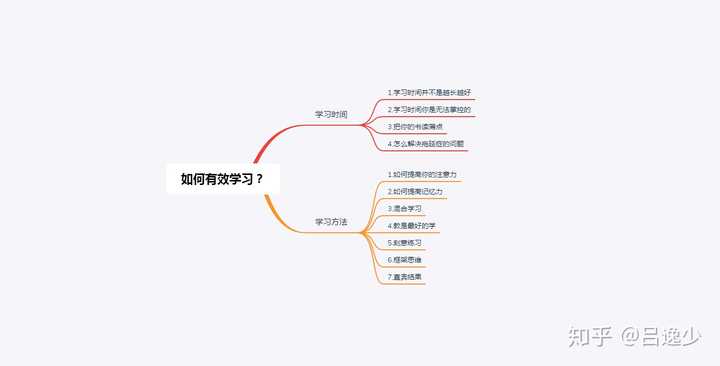 如何有效学习？
学习时间
1.学习时间并不是越长越好
2.学习时间你是无法掌控的
3.把你的书读薄点
4.怎么解决拖延症的问题
学习方法
1.如何提高你的注意力
2.如何提高记忆力
3.混合学习
4.教是最好的学
5.刻意练习
6.框架思维
7.直面结果
知乎 @吕逸少